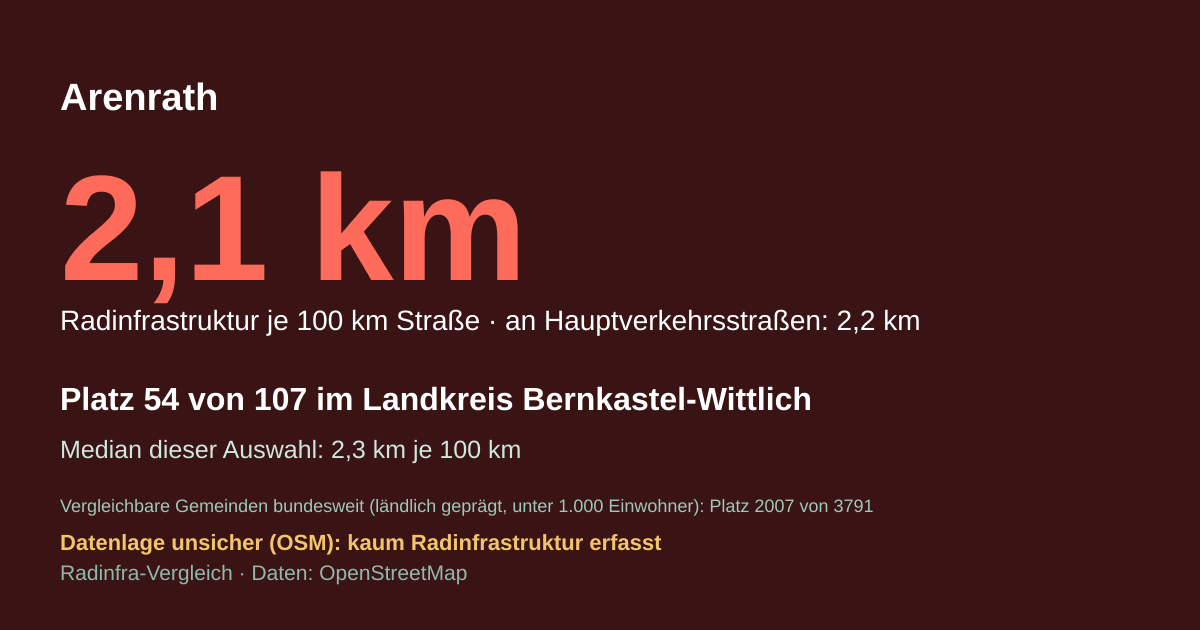 Arenrath
2,1 km
Radinfrastruktur je 100 km Straße · an Hauptverkehrsstraßen: 2,2 km
Platz 54 von 107 im Landkreis Bernkastel-Wittlich
Median dieser Auswahl: 2,3 km je 100 km
Vergleichbare Gemeinden bundesweit (ländlich geprägt, unter 1.000 Einwohner): Platz 2007 von 3791
Datenlage unsicher (OSM): kaum Radinfrastruktur erfasst
Radinfra-Vergleich · Daten: OpenStreetMap